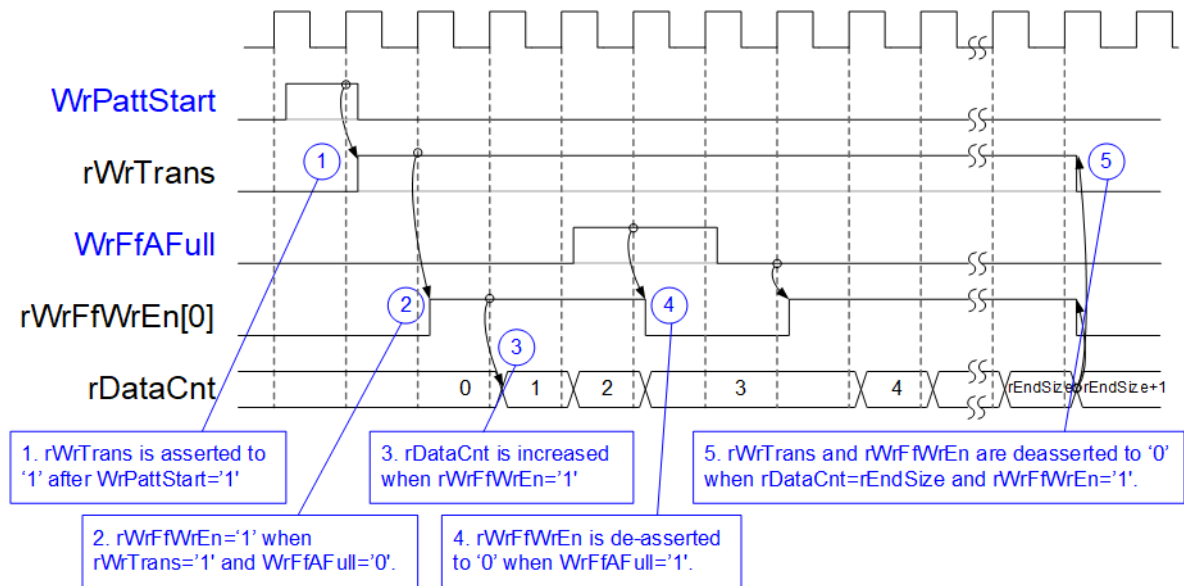 WrPattStart
rWrTrans
1
5
WrFfAFull
rWrFfWrEn[0]
2
4
3
rDataCnt
0 1 2 3 4 rEndSize rEndSize+1
1. rWrTrans is asserted to
‘1’ after WrPattStart='1'
3. rDataCnt is increased
when rWrFfWrEn='1'
5. rWrTrans and rWrFfWrEn are deasserted to ‘0’
when rDataCnt=rEndSize and rWrFfWrEn='1'.
2. rWrFfWrEn=‘1’ when
rWrTrans='1' and WrFfAFull='0'.
4. rWrFfWrEn is de-asserted
to ‘0’ when WrFfAFull='1'.